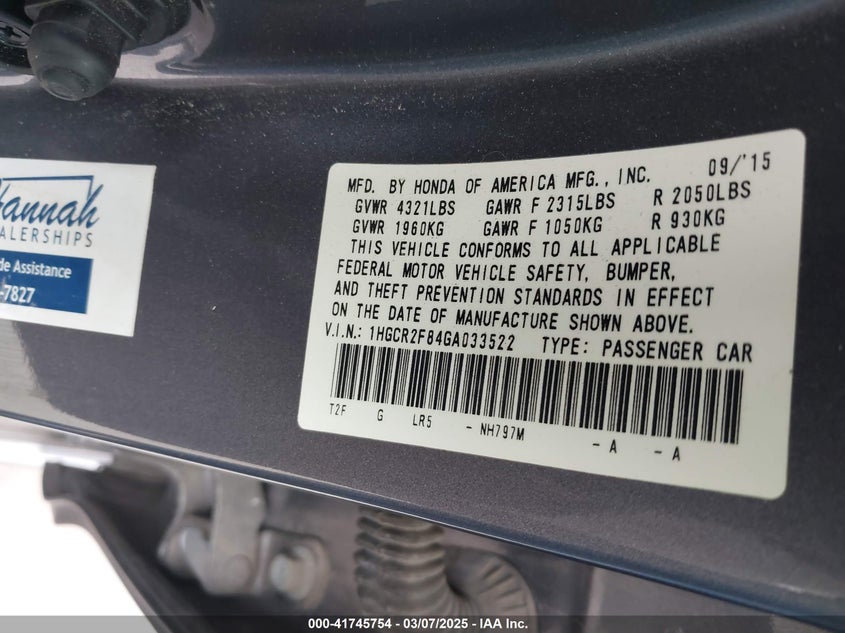 Hannah
ALERSHIPS
de Assistance
-7827
09/'15
MFD. BY HONDA OF AMERICA MFG., INC.
GVWR 4321LBS GAWR F 2315LBS R 2050LBS
GVWR 1960KG GAWR F 1050KG R 930KG
THIS VEHICLE CONFORMS TO ALL APPLICABLE
FEDERAL MOTOR VEHICLE SAFETY, BUMPER,
AND THEFT PREVENTION STANDARDS IN EFFECT
ON THE DATE OF MANUFACTURE SHOWN ABOVE.
V.I.N.: 1HGCR2F84GA033522 TYPE: PASSENGER CAR
T2F G LR5 - NH797M - A - A
000-41745754 - 03/07/2025 - IAA Inc.